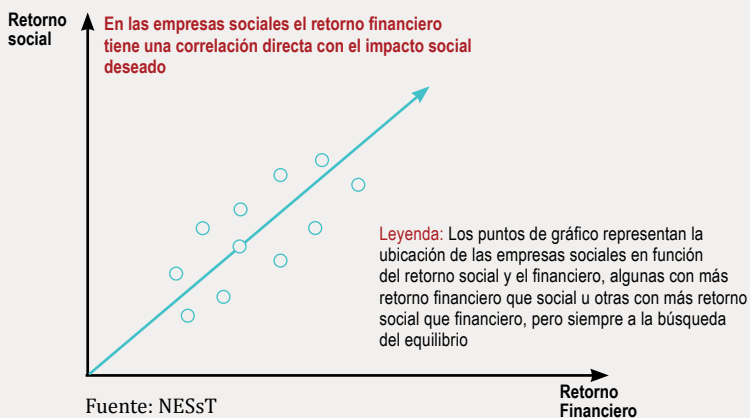 Retorno
social
En las empresas sociales el retorno financiero
tiene una correlación directa con el impacto social
deseado
Leyenda: Los puntos de gráfico representan la
ubicación de las empresas sociales en función
del retorno social y el financiero, algunas con más
retorno financiero que social u otras con más retorno
social que financiero, pero siempre a la búsqueda
del equilibrio
Retorno
Financiero
Fuente: NESsT